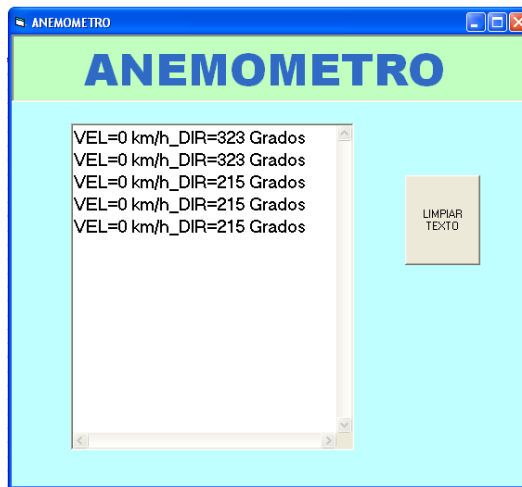 ANEMOMETRO
ANEMOMETRO
VEL=0 km/h_DIR=323 Grados
VEL=0 km/h_DIR=323 Grados
VEL=0 km/h_DIR=215 Grados
VEL=0 km/h_DIR=215 Grados
VEL=0 km/h_DIR=215 Grados
LIMPIAR
TEXTO